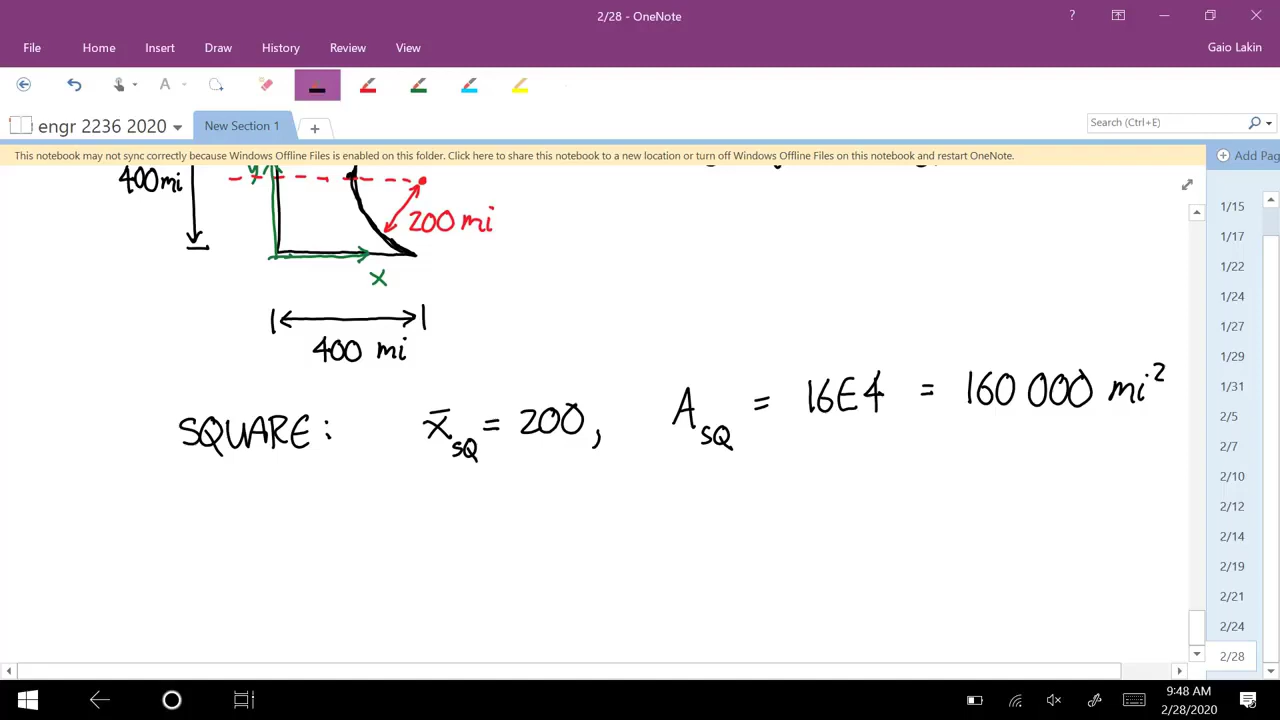 2/28 - OneNote
?
File Home Insert Draw History Review View
Gaio Lakin
A
engr 2236 2020
New Section 1
+
Search (Ctrl+E)
This notebook may not sync correctly because Windows Offline Files is enabled on this folder. Click here to share this notebook to a new location or turn off Windows Offline Files on this notebook and restart OneNote.
Add Pag
1/15
1/17
1/22
1/24
1/27
1/29
1/31
2/5
2/7
2/10
2/12
2/14
2/19
2/21
2/24
2/28
400mi
200 mi
x
400 mi
SQUARE: x̄SQ = 200, ASQ = 16E4 = 160 000 mi²
9:48 AM
2/28/2020